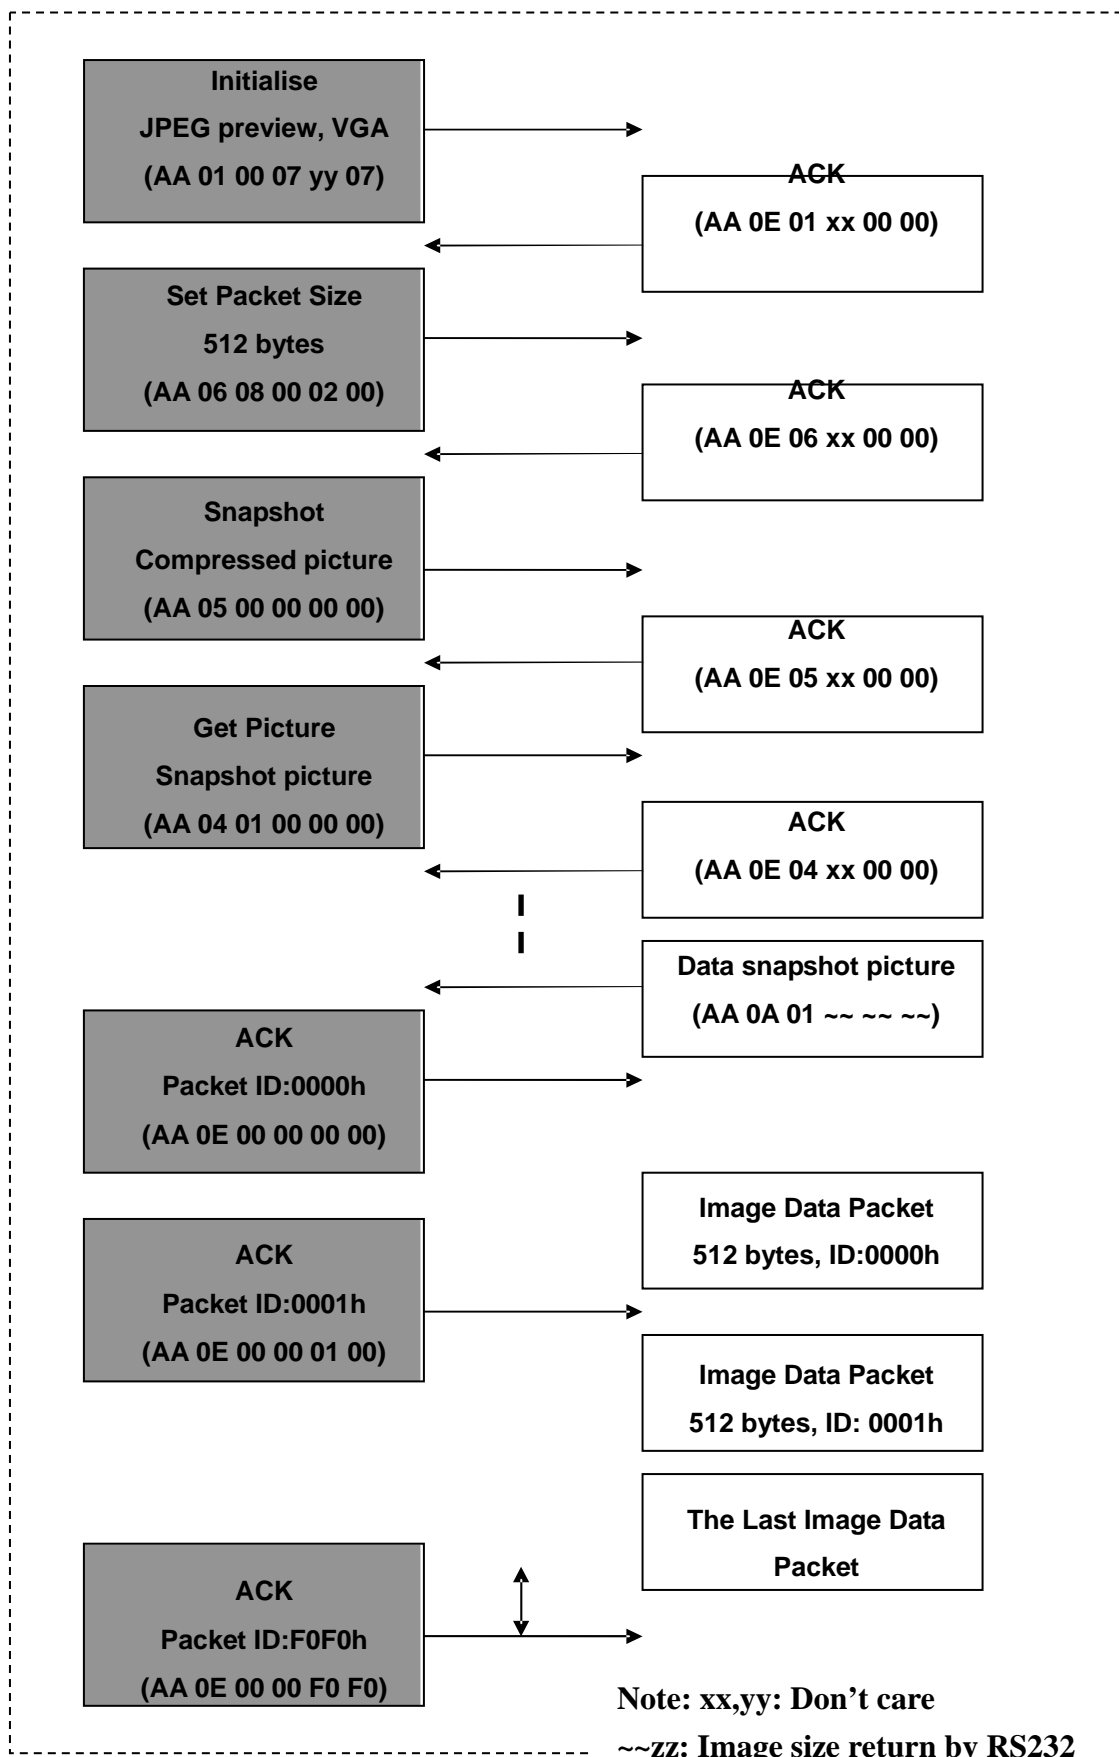 Initialise
JPEG preview, VGA
(AA 01 00 07 yy 07)
ACK
(AA 0E 01 xx 00 00)
Set Packet Size
512 bytes
(AA 06 08 00 02 00)
ACK
(AA 0E 06 xx 00 00)
Snapshot
Compressed picture
(AA 05 00 00 00 00)
ACK
(AA 0E 05 xx 00 00)
Get Picture
Snapshot picture
(AA 04 01 00 00 00)
ACK
(AA 0E 04 xx 00 00)
Data snapshot picture
(AA 0A 01 ~~ ~~ ~~)
ACK
Packet ID:0000h
(AA 0E 00 00 00 00)
Image Data Packet
512 bytes, ID:0000h
ACK
Packet ID:0001h
(AA 0E 00 00 01 00)
Image Data Packet
512 bytes, ID: 0001h
The Last Image Data
Packet
ACK
Packet ID:F0F0h
(AA 0E 00 00 F0 F0)
Note: xx,yy: Don’t care
~~zz: Image size return by RS232